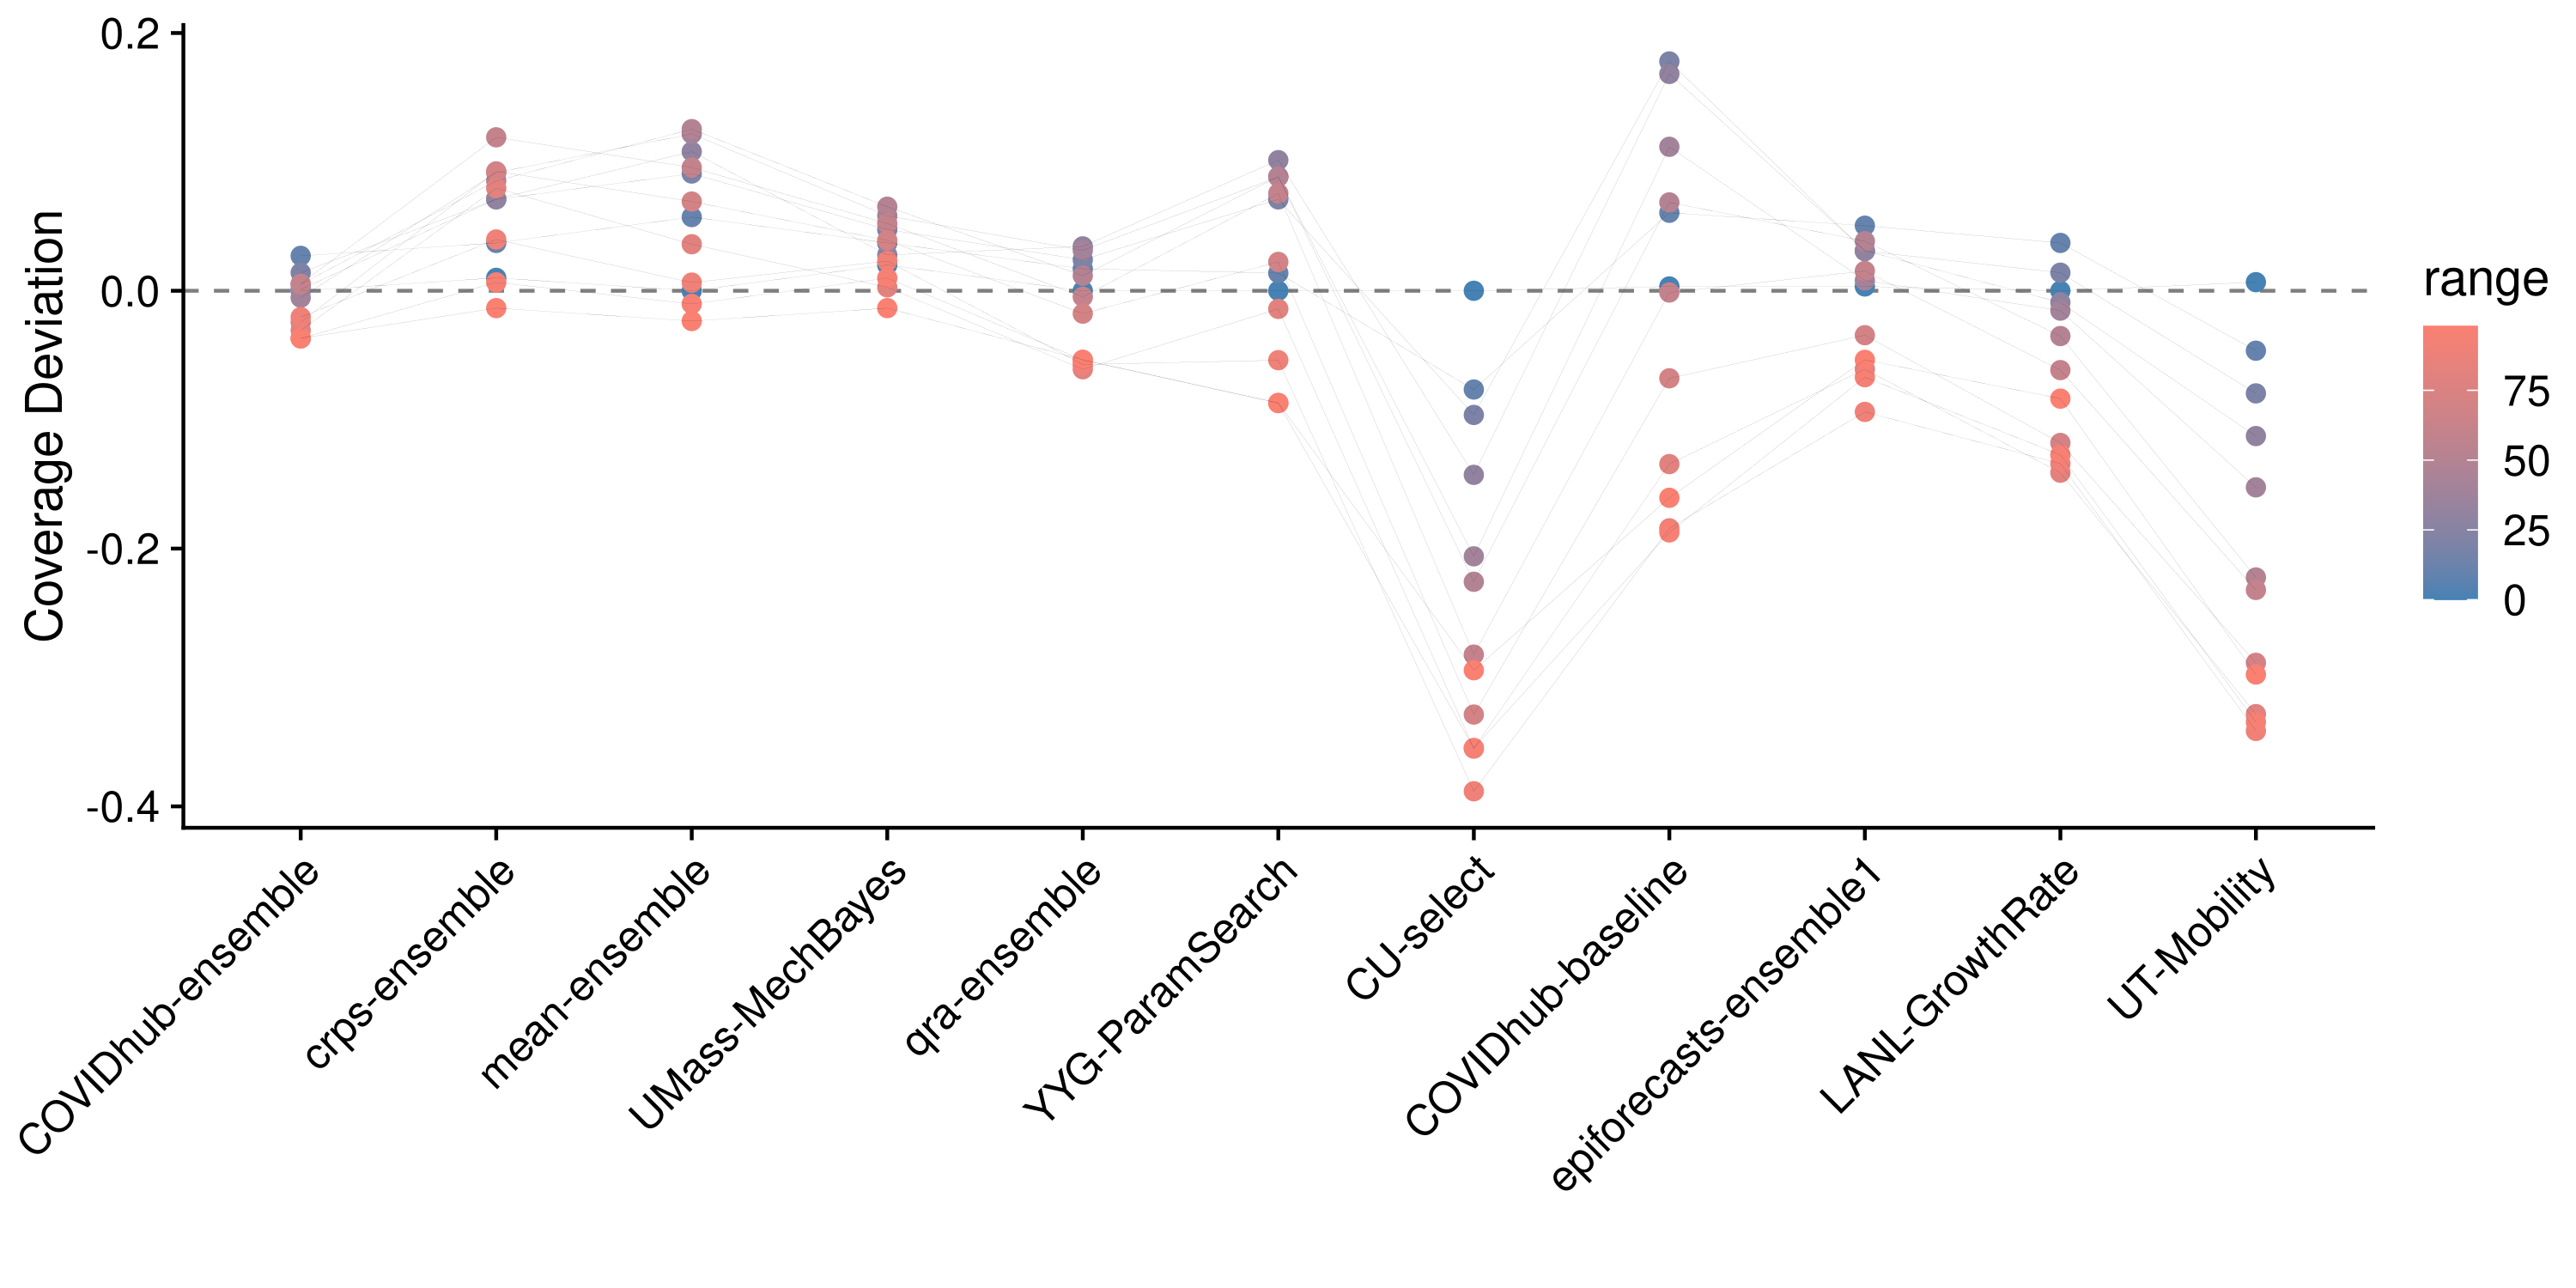 Coverage Deviation
0.2
0.0
-0.2
-0.4
COVIDhub-ensemble
crps-ensemble
mean-ensemble
UMass-MechBayes
qra-ensemble
YYG-ParamSearch
CU-select
COVIDhub-baseline
epiforecasts-ensemble1
LANL-GrowthRate
UT-Mobility
range
75
50
25
0